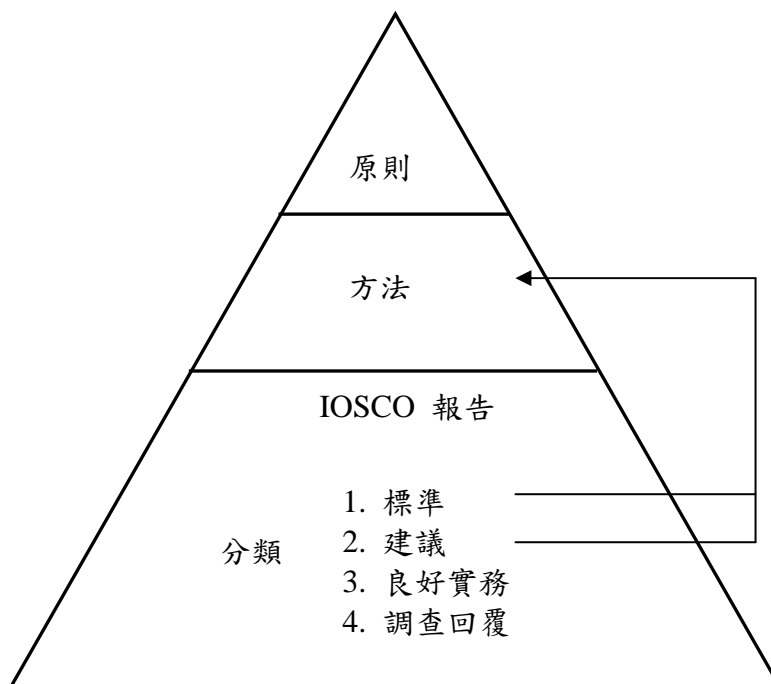 原則
方法
IOSCO 報告
1. 標準
分類
2. 建議
3. 良好實務
4. 調查回覆